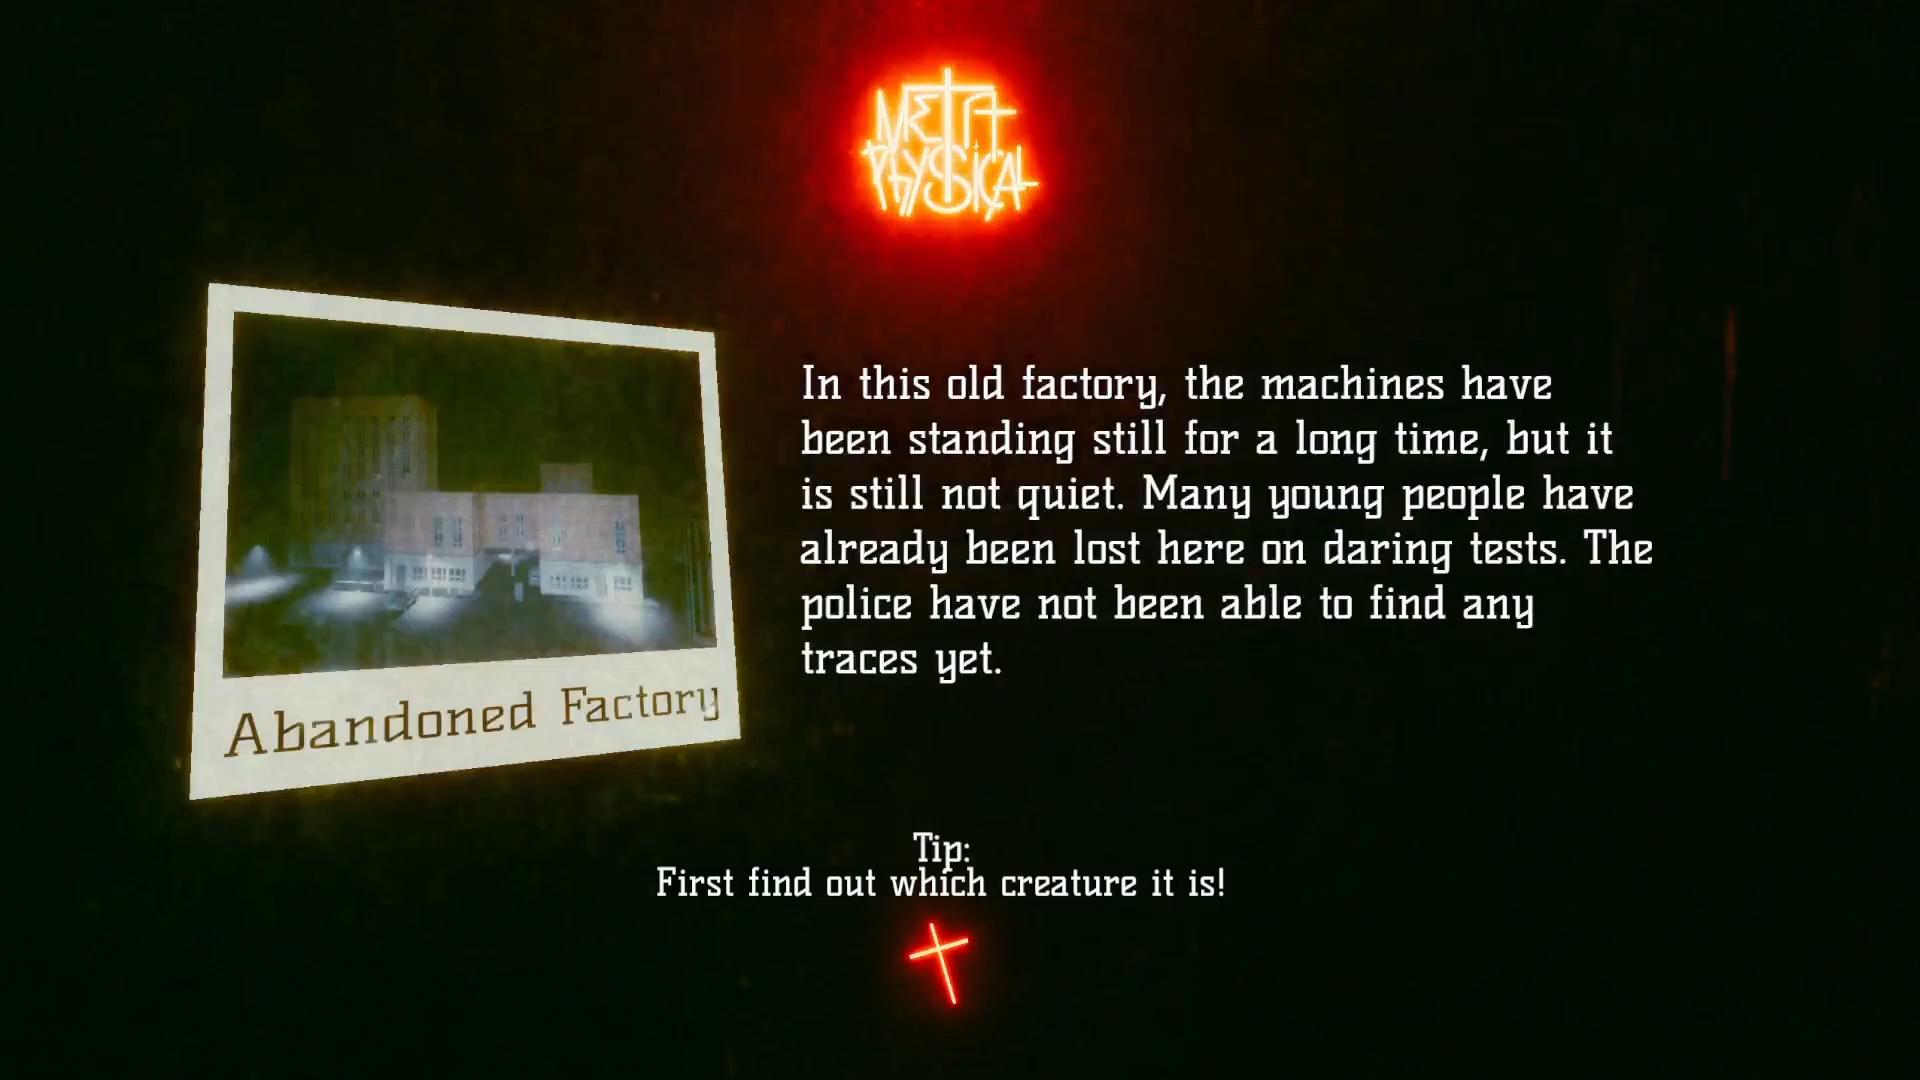 META
PHYSICAL
In this old factory, the machines have
been standing still for a long time, but it
is still not quiet. Many young people have
already been lost here on daring tests. The
police have not been able to find any
traces yet.
Abandoned Factory
Tip:
First find out which creature it is!